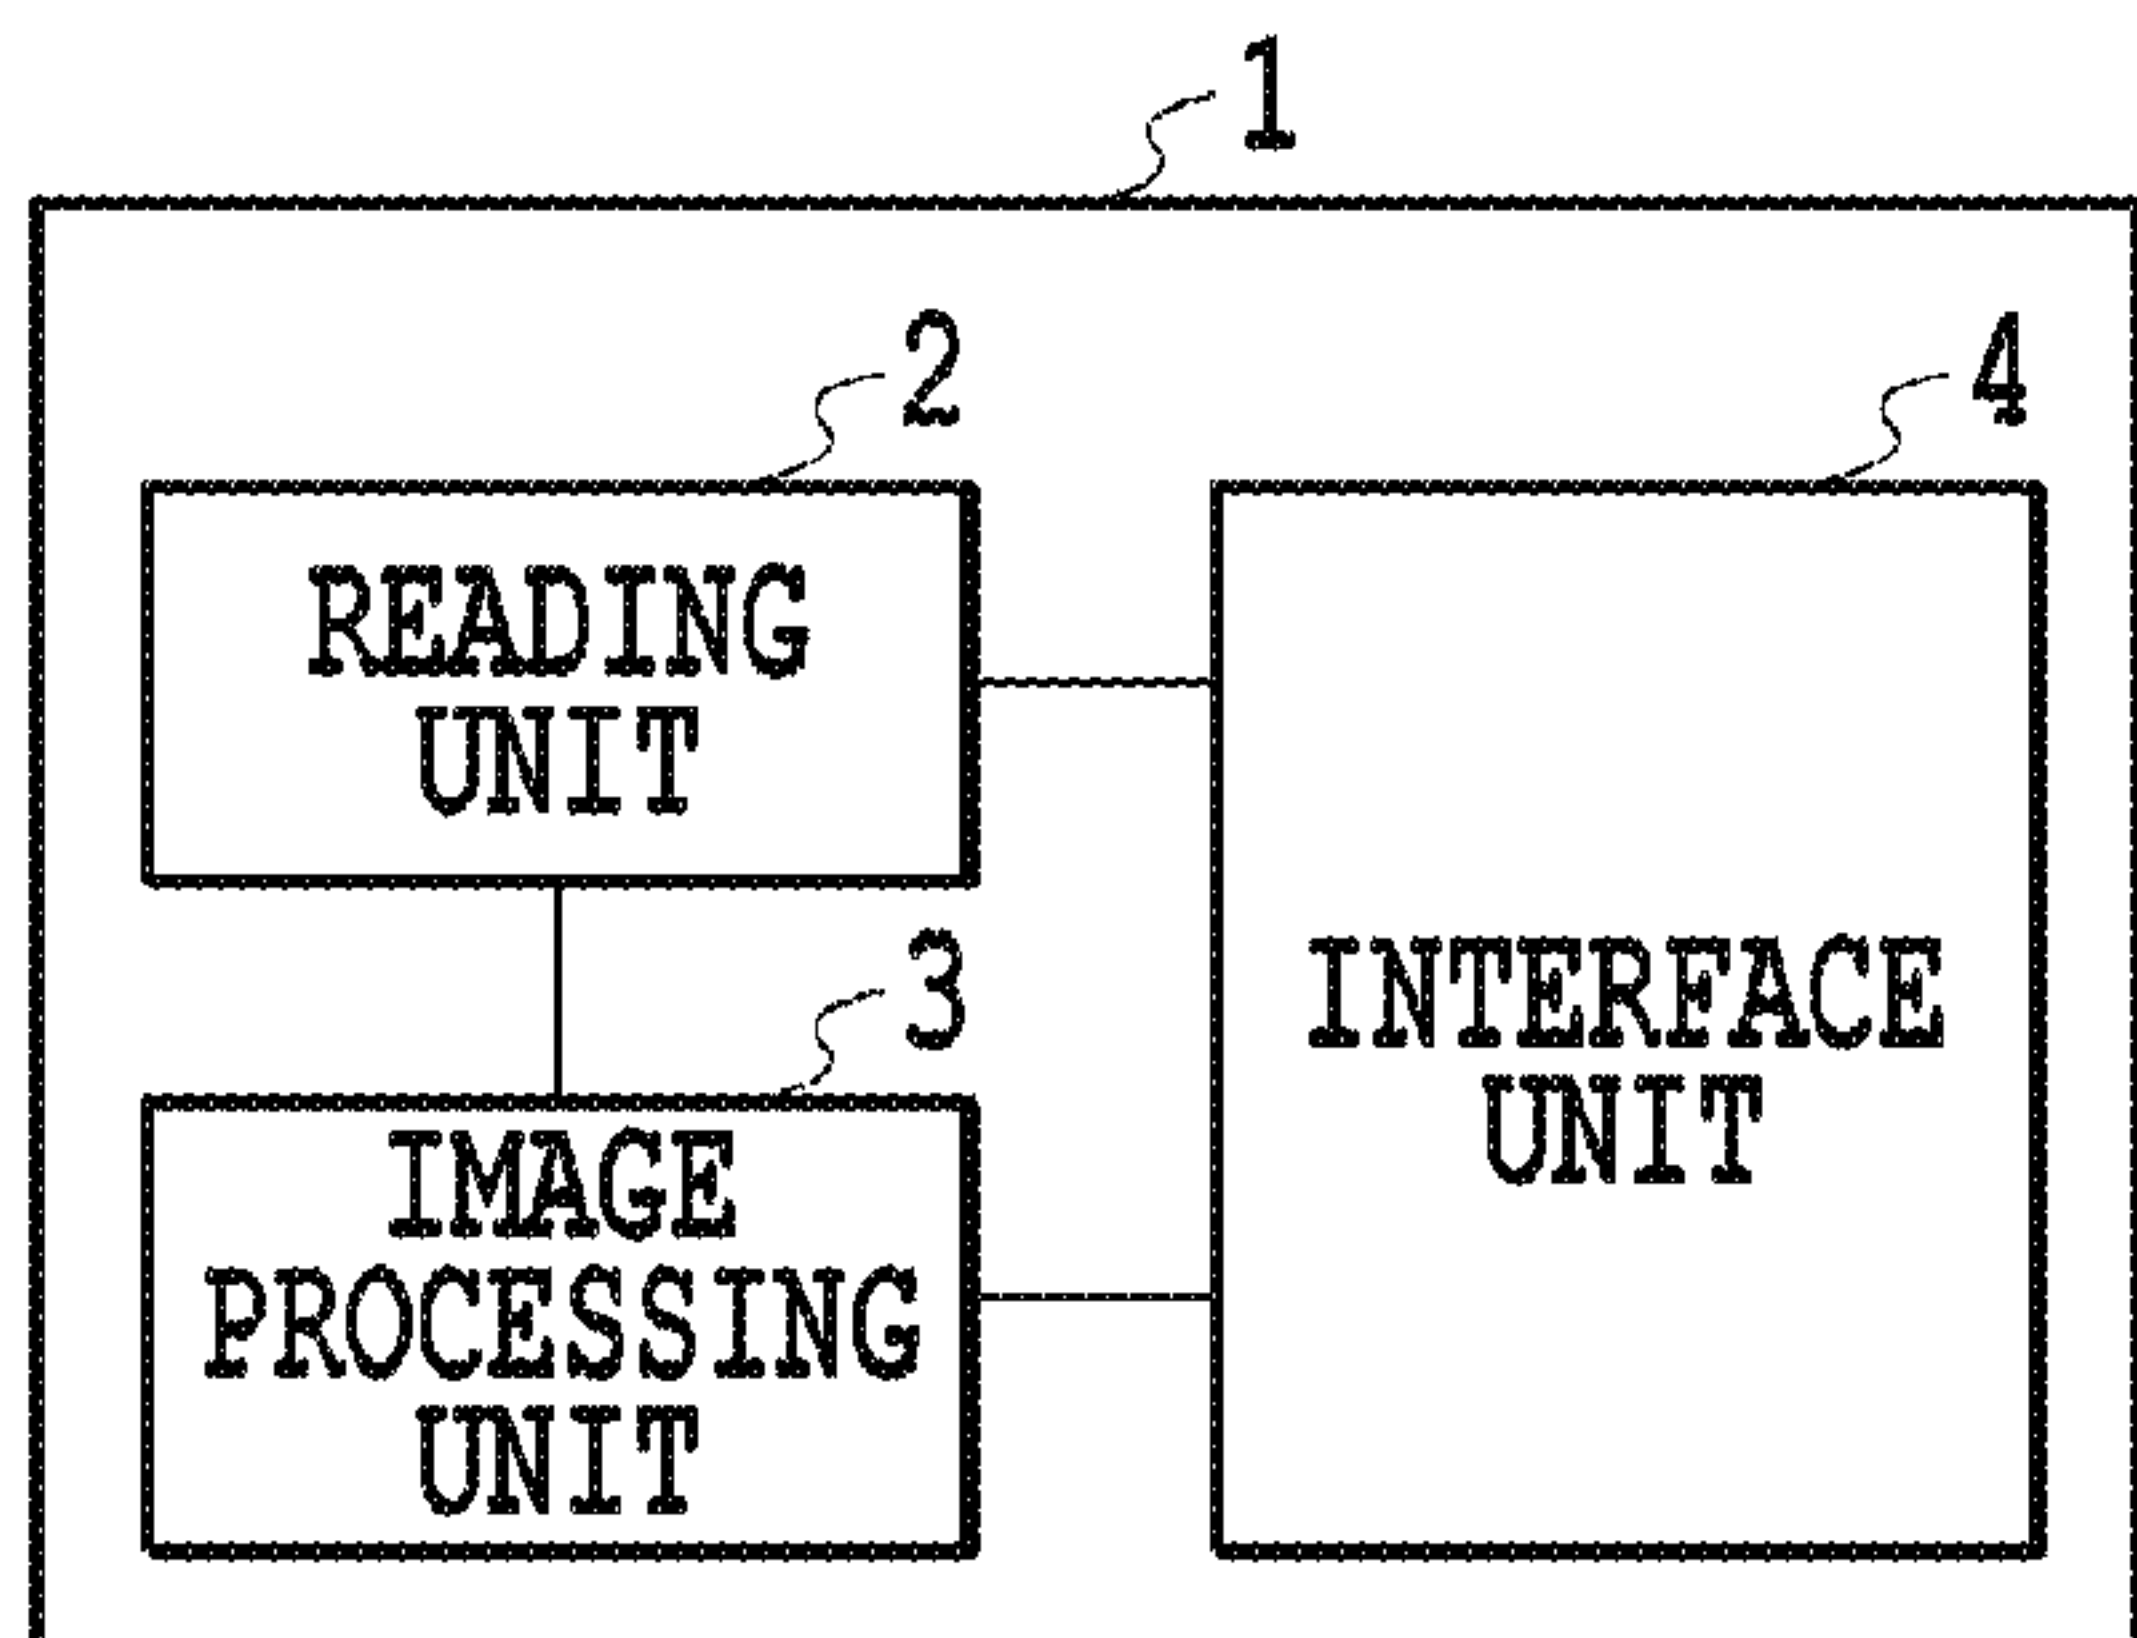 1
2
4
READING
UNIT
3
INTERFACE
UNIT
IMAGE
PROCESSING
UNIT